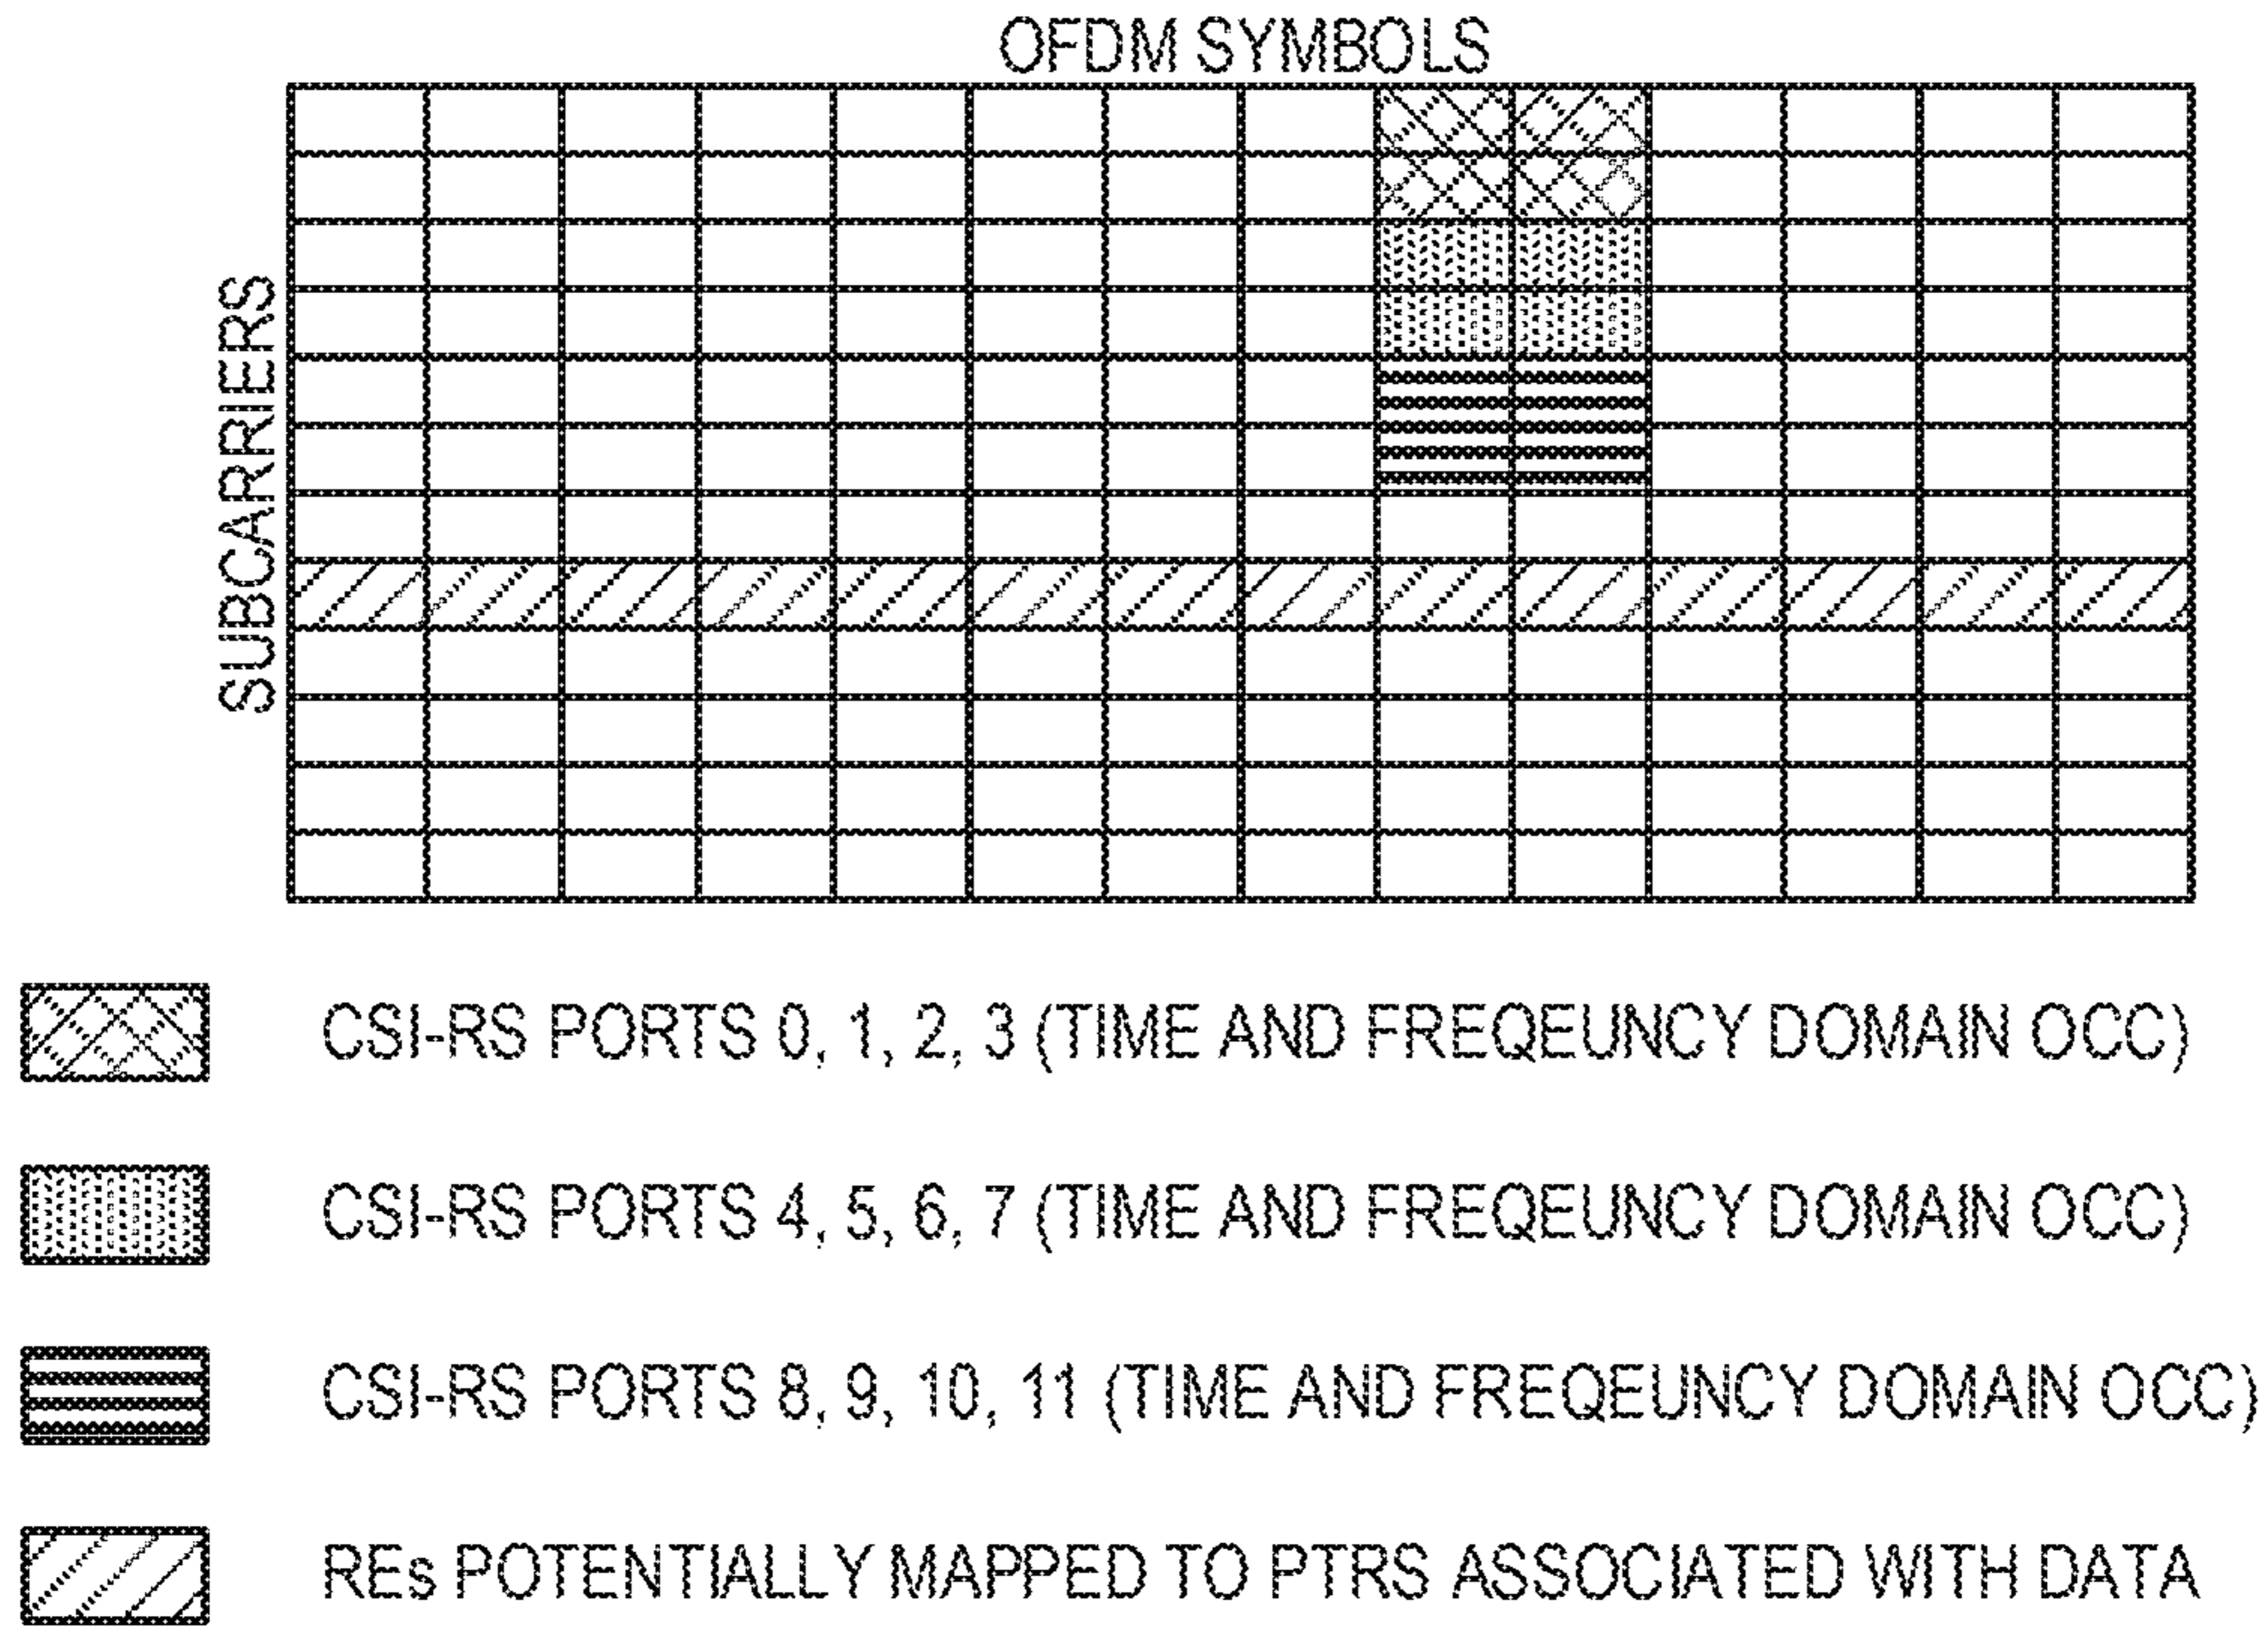 OFDM SYMBOLS
SUBCARRIERS
CSI-RS PORTS 0, 1, 2, 3 (TIME AND FREQEUNCY DOMAIN OCC)
CSI-RS PORTS 4, 5, 6, 7 (TIME AND FREQEUNCY DOMAIN OCC)
CSI-RS PORTS 8, 9, 10, 11 (TIME AND FREQEUNCY DOMAIN OCC)
REs POTENTIALLY MAPPED TO PTRS ASSOCIATED WITH DATA